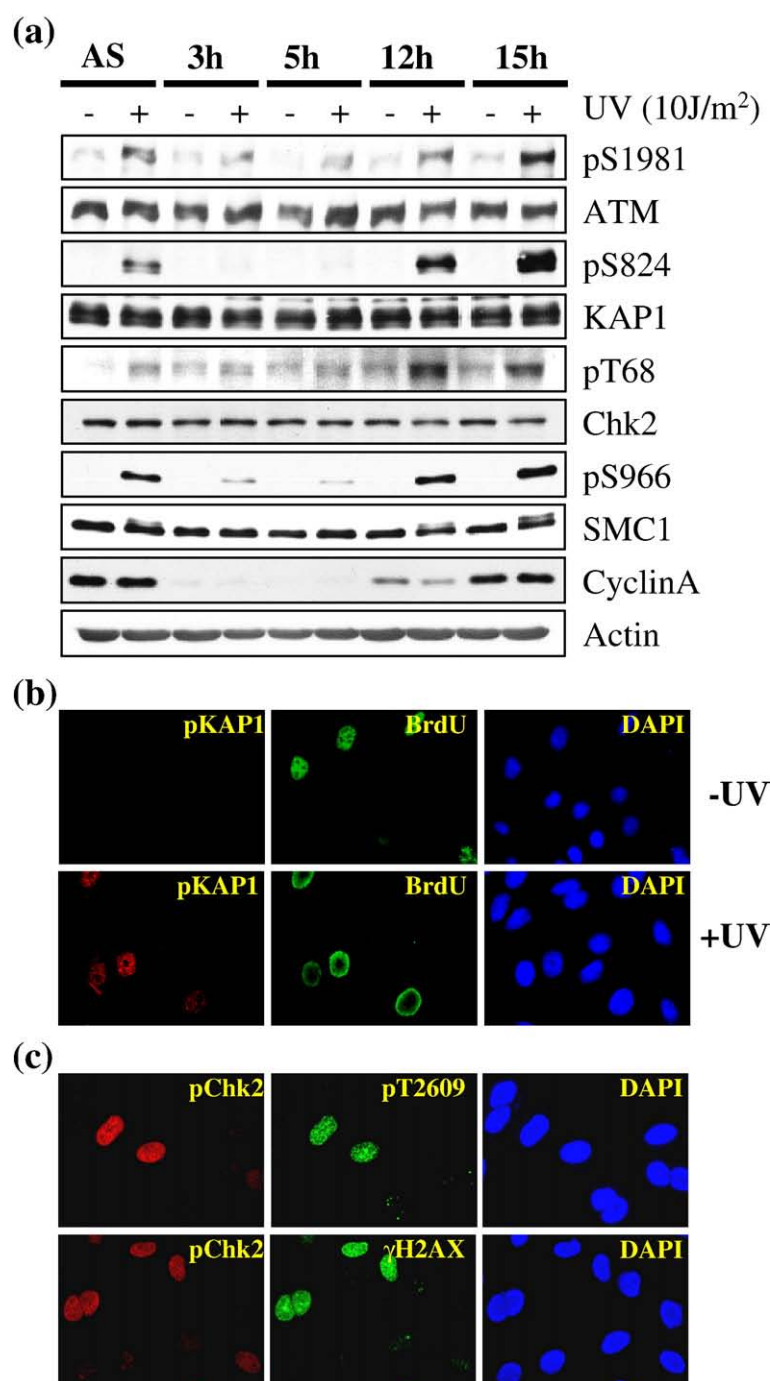 (a)
AS 3h 5h 12h 15h
- + - + - + - + - + UV (10J/m²)
pS1981
ATM
pS824
KAP1
pT68
Chk2
pS966
SMC1
CyclinA
Actin
(b)
pKAP1 BrdU DAPI
-UV
pKAP1 BrdU DAPI
+UV
(c)
pChk2 pT2609 DAPI
pChk2 γH2AX DAPI